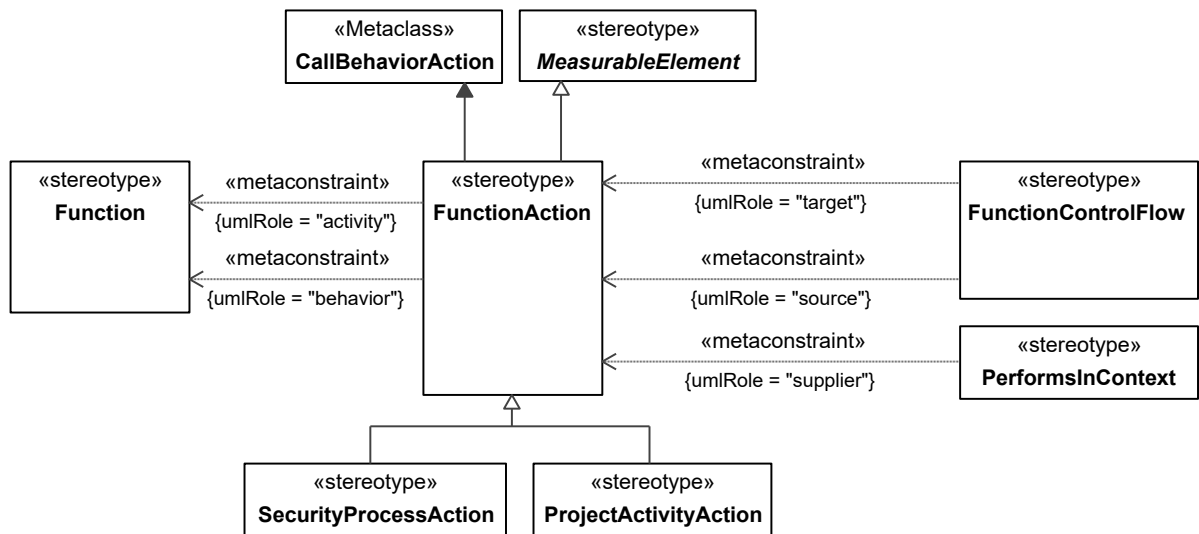 «Metaclass»
CallBehaviorAction
«stereotype»
MeasurableElement
«stereotype»
Function
«metaconstraint»
{umlRole = "activity"}
«metaconstraint»
{umlRole = "behavior"}
«stereotype»
FunctionAction
«metaconstraint»
{umlRole = "target"}
«metaconstraint»
{umlRole = "source"}
«metaconstraint»
{umlRole = "supplier"}
«stereotype»
FunctionControlFlow
«stereotype»
PerformsInContext
«stereotype»
SecurityProcessAction
«stereotype»
ProjectActivityAction